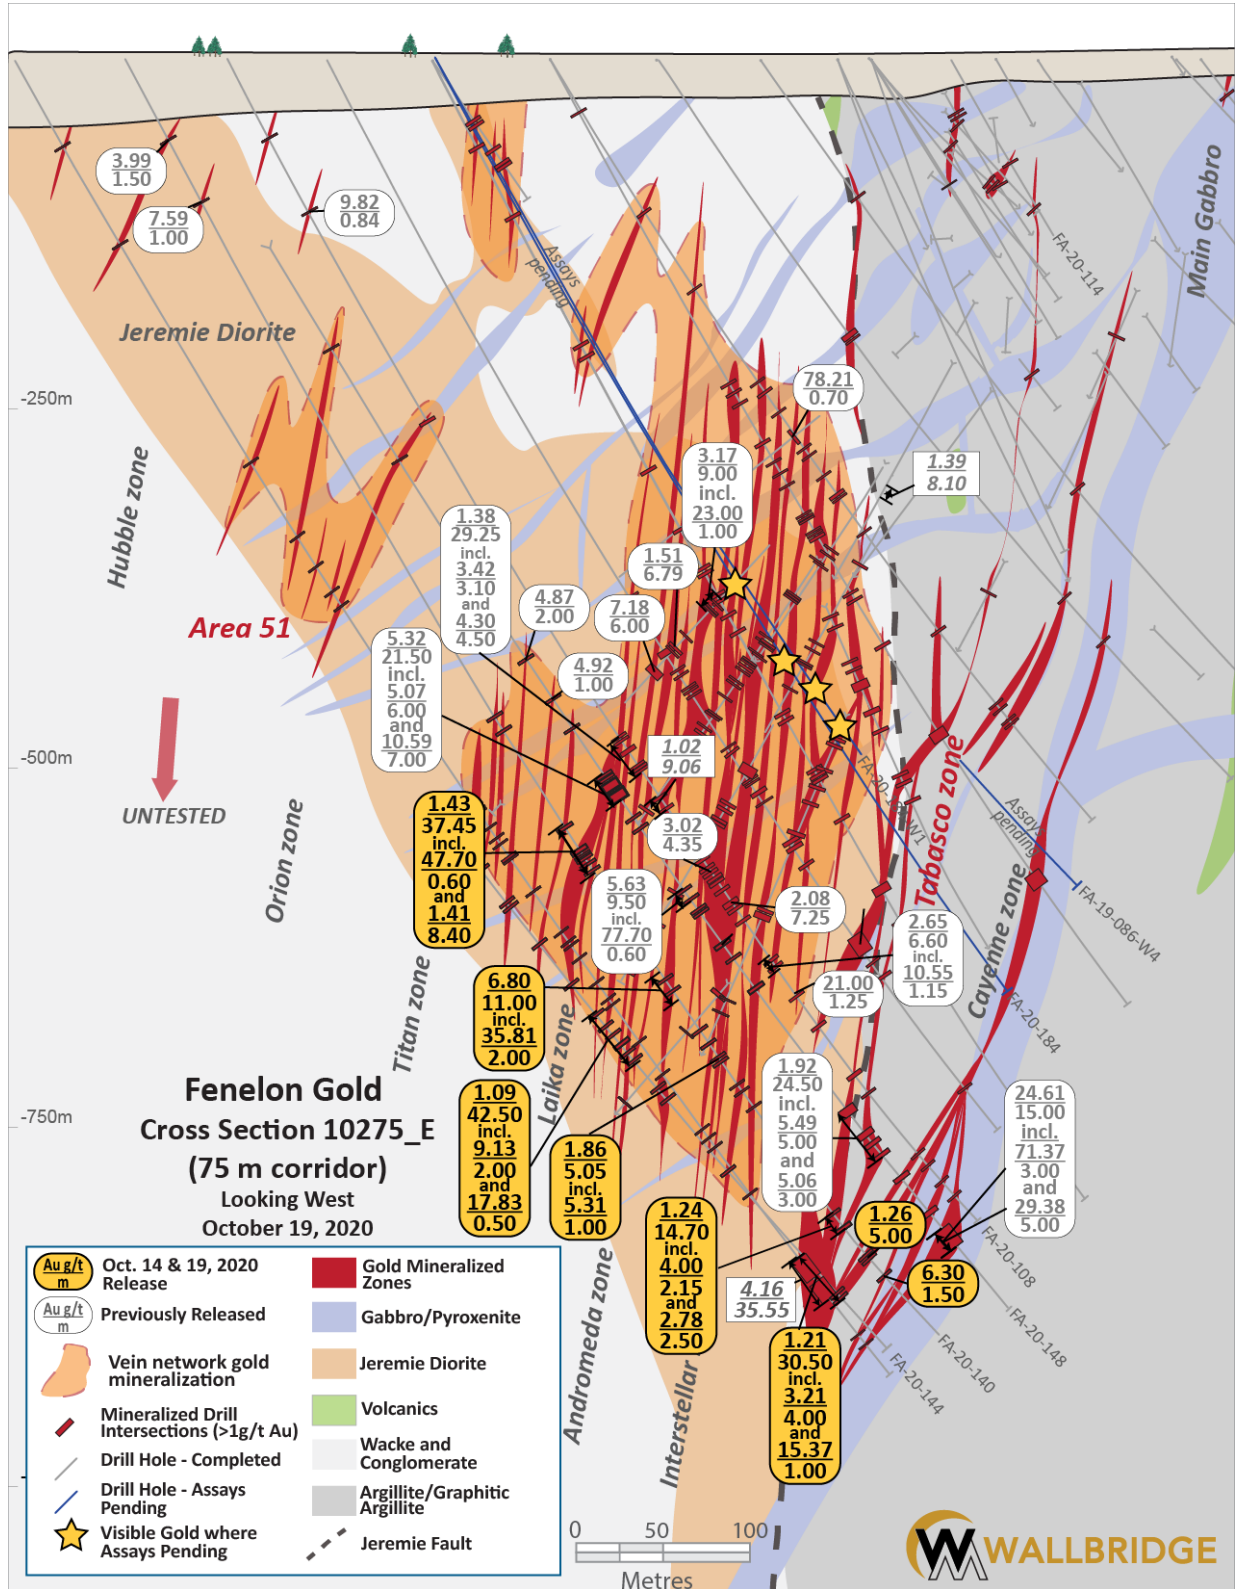 3.99
1.50
7.59
1.00
9.82
0.84
Assays
pending
FA-20-114
Main Gabbro
Jeremie Diorite
-250m
78.21
0.70
Hubble zone
3.17
9.00
incl.
23.00
1.00
1.39
8.10
1.38
29.25
incl.
3.42
3.10
and
4.30
4.50
1.51
6.79
4.87
2.00
7.18
6.00
Area 51
5.32
21.50
incl.
5.07
6.00
and
10.59
7.00
4.92
1.00
-500m
1.02
9.06
UNTESTED
Tabasco zone
Assays
pending
1.43
37.45
incl.
47.70
0.60
and
1.41
8.40
3.02
4.35
Orion zone
5.63
9.50
incl.
77.70
0.60
2.08
7.25
Cayenne zone
FA-19-086-W4
2.65
6.60
incl.
10.55
1.15
21.00
1.25
FA-20-184
Titan zone
6.80
11.00
incl.
35.81
2.00
Laika zone
-750m
Fenelon Gold
Cross Section 10275_E
(75 m corridor)
Looking West
October 19, 2020
1.09
42.50
incl.
9.13
2.00
and
17.83
0.50
1.86
5.05
incl.
5.31
1.00
1.92
24.50
incl.
5.49
5.00
and
5.06
3.00
24.61
15.00
incl.
71.37
3.00
and
29.38
5.00
1.24
14.70
incl.
4.00
2.15
and
2.78
2.50
1.26
5.00
6.30
1.50
4.16
35.55
1.21
30.50
incl.
3.21
4.00
and
15.37
1.00
FA-20-108
FA-20-148
FA-20-140
FA-20-144
Andromeda zone
Interstellar
Au g/t
m
Oct. 14 & 19, 2020
Release
Au g/t
m
Previously Released
Vein network gold
mineralization
Mineralized Drill
Intersections (>1g/t Au)
Drill Hole - Completed
Drill Hole - Assays
Pending
Visible Gold where
Assays Pending
Gold Mineralized
Zones
Gabbro/Pyroxenite
Jeremie Diorite
Volcanics
Wacke and
Conglomerate
Argillite/Graphitic
Argillite
Jeremie Fault
0 50 100
Metres
WALLBRIDGE